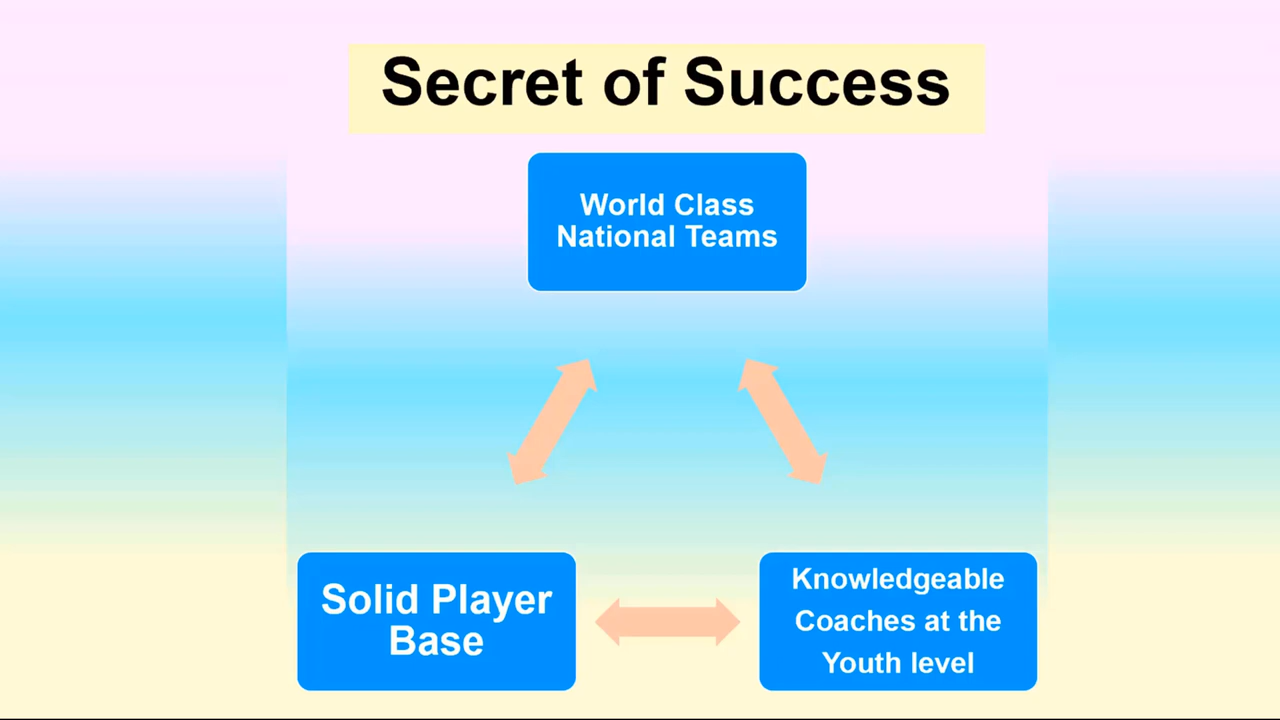 Secret of Success
World Class
National Teams
Solid Player
Base
Knowledgeable
Coaches at the
Youth level